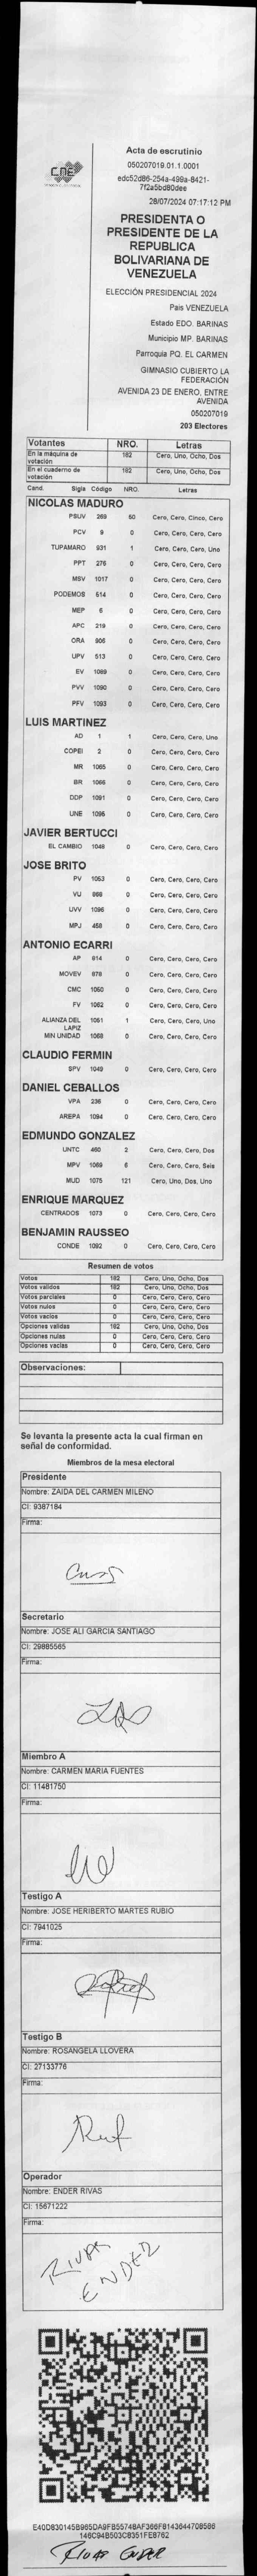 CNE
Acta de escrutinio
050207019.01.1.0001
edc52d86-254a-499a-8421-
7f2a5bd80dee
28/07/2024 07:17:12 PM
PRESIDENTA O
PRESIDENTE DE LA
REPUBLICA
BOLIVARIANA DE
VENEZUELA
ELECCIÓN PRESIDENCIAL 2024
Pais VENEZUELA
Estado EDO. BARINAS
Municipio MP. BARINAS
Parroquia PQ. EL CARMEN
GIMNASIO CUBIERTO LA
FEDERACIÓN
AVENIDA 23 DE ENERO, ENTRE
AVENIDA
050207019
203 Electores
Votantes NRO. Letras
En la máquina de votación 182 Cero, Uno, Ocho, Dos
En el cuaderno de votación 182 Cero, Uno, Ocho, Dos
Cand. Sigla Código NRO. Letras
NICOLAS MADURO
PSUV 269 50 Cero, Cero, Cinco, Cero
PCV 9 0 Cero, Cero, Cero, Cero
TUPAMARO 931 1 Cero, Cero, Cero, Uno
PPT 276 0 Cero, Cero, Cero, Cero
MSV 1017 0 Cero, Cero, Cero, Cero
PODEMOS 514 0 Cero, Cero, Cero, Cero
MEP 6 0 Cero, Cero, Cero, Cero
APC 219 0 Cero, Cero, Cero, Cero
ORA 906 0 Cero, Cero, Cero, Cero
UPV 513 0 Cero, Cero, Cero, Cero
EV 1089 0 Cero, Cero, Cero, Cero
PVV 1090 0 Cero, Cero, Cero, Cero
PFV 1093 0 Cero, Cero, Cero, Cero
LUIS MARTINEZ
AD 1 1 Cero, Cero, Cero, Uno
COPEI 2 0 Cero, Cero, Cero, Cero
MR 1065 0 Cero, Cero, Cero, Cero
BR 1066 0 Cero, Cero, Cero, Cero
DDP 1091 0 Cero, Cero, Cero, Cero
UNE 1095 0 Cero, Cero, Cero, Cero
JAVIER BERTUCCI
EL CAMBIO 1046 0 Cero, Cero, Cero, Cero
JOSE BRITO
PV 1053 0 Cero, Cero, Cero, Cero
VU 869 0 Cero, Cero, Cero, Cero
UVV 1096 0 Cero, Cero, Cero, Cero
MPJ 458 0 Cero, Cero, Cero, Cero
ANTONIO ECARRI
AP 814 0 Cero, Cero, Cero, Cero
MOVEV 878 0 Cero, Cero, Cero, Cero
CMC 1050 0 Cero, Cero, Cero, Cero
FV 1062 0 Cero, Cero, Cero, Cero
ALIANZA DEL LAPIZ 1051 1 Cero, Cero, Cero, Uno
MIN UNIDAD 1068 0 Cero, Cero, Cero, Cero
CLAUDIO FERMIN
SPV 1049 0 Cero, Cero, Cero, Cero
DANIEL CEBALLOS
VPA 236 0 Cero, Cero, Cero, Cero
AREPA 1094 0 Cero, Cero, Cero, Cero
EDMUNDO GONZALEZ
UNTC 460 2 Cero, Cero, Cero, Dos
MPV 1069 6 Cero, Cero, Cero, Seis
MUD 1075 121 Cero, Uno, Dos, Uno
ENRIQUE MARQUEZ
CENTRADOS 1073 0 Cero, Cero, Cero, Cero
BENJAMIN RAUSSEO
CONDE 1092 0 Cero, Cero, Cero, Cero
Resumen de votos
Votos 182 Cero, Uno, Ocho, Dos
Votos validos 182 Cero, Uno, Ocho, Dos
Votos parciales 0 Cero, Cero, Cero, Cero
Votos nulos 0 Cero, Cero, Cero, Cero
Votos vacios 0 Cero, Cero, Cero, Cero
Opciones validas 182 Cero, Uno, Ocho, Dos
Opciones nulas 0 Cero, Cero, Cero, Cero
Opciones vacias 0 Cero, Cero, Cero, Cero
Observaciones:
Se levanta la presente acta la cual firman en
señal de conformidad.
Miembros de la mesa electoral
Presidente
Nombre: ZAIDA DEL CARMEN MILENO
CI: 9387184
Firma:
Secretario
Nombre: JOSE ALI GARCIA SANTIAGO
CI: 29885565
Firma:
Miembro A
Nombre: CARMEN MARIA FUENTES
CI: 11481750
Firma:
Testigo A
Nombre: JOSE HERIBERTO MARTES RUBIO
CI: 7941025
Firma:
Testigo B
Nombre: ROSANGELA LLOVERA
CI: 27133776
Firma:
Operador
Nombre: ENDER RIVAS
CI: 15671222
Firma:
RIVAS
ENDER
E40D830145B965DA9FB55748AF366F8143644708586
146C94B503C8351FE8762
RIVAS ENDER